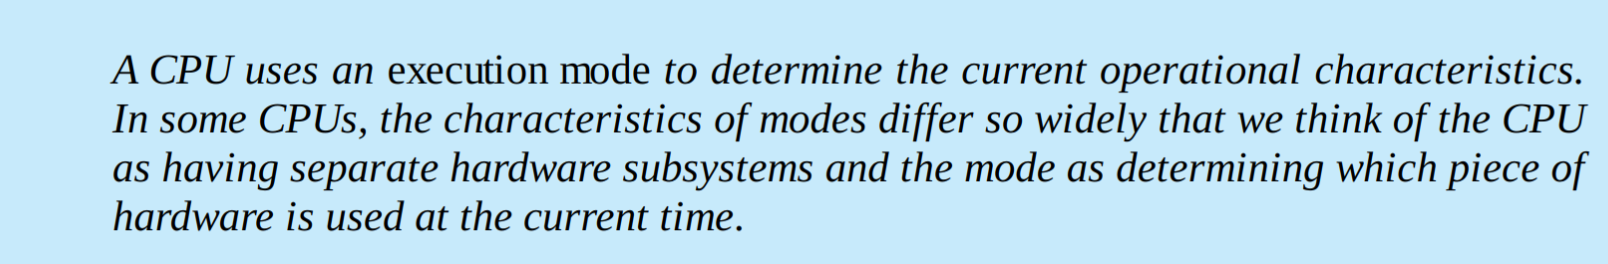 A CPU uses an execution mode to determine the current operational characteristics.
In some CPUs, the characteristics of modes differ so widely that we think of the CPU
as having separate hardware subsystems and the mode as determining which piece of
hardware is used at the current time.